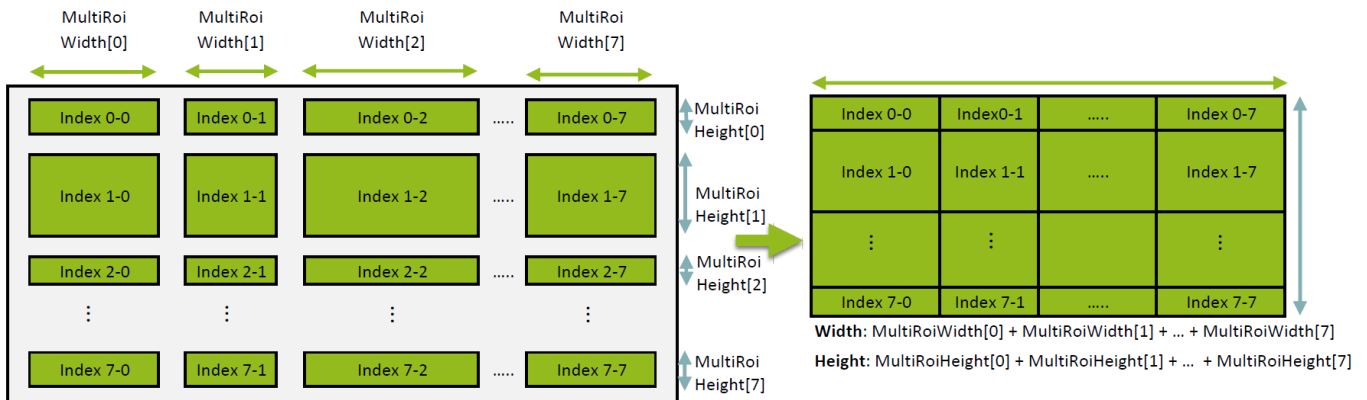 MultiRoi MultiRoi MultiRoi MultiRoi
Width[0] Width[1] Width[2] Width[7]
Index 0-0 Index 0-1 Index 0-2 ..... Index 0-7
MultiRoi
Height[0]
Index 1-0 Index 1-1 Index 1-2 ..... Index 1-7
MultiRoi
Height[1]
Index 2-0 Index 2-1 Index 2-2 ..... Index 2-7
MultiRoi
Height[2]
⋮ ⋮ ⋮ ⋮
Index 7-0 Index 7-1 Index 7-2 ..... Index 7-7
MultiRoi
Height[7]
Index 0-0 Index0-1 ..... Index 0-7
Index 1-0 Index 1-1 ..... Index 1-7
⋮ ⋮ ⋮
Index 7-0 Index 7-1 ..... Index 7-7
Width: MultiRoiWidth[0] + MultiRoiWidth[1] + ... + MultiRoiWidth[7]
Height: MultiRoiHeight[0] + MultiRoiHeight[1] + ... + MultiRoiHeight[7]